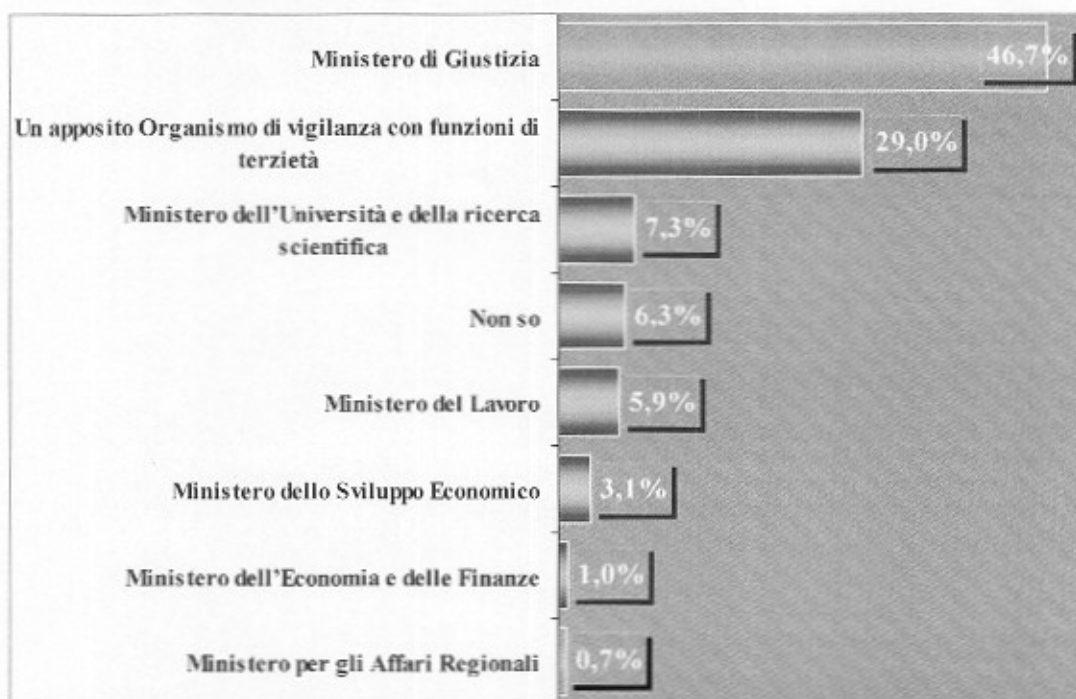 Ministero di Giustizia
46,7%
Un apposito Organismo di vigilanza con funzioni di
terzietà
29,0%
Ministero dell'Università e della ricerca
scientifica
7,3%
Non so
6,3%
Ministero del Lavoro
5,9%
Ministero dello Sviluppo Economico
3,1%
Ministero dell'Economia e delle Finanze
1,0%
Ministero per gli Affari Regionali
0,7%